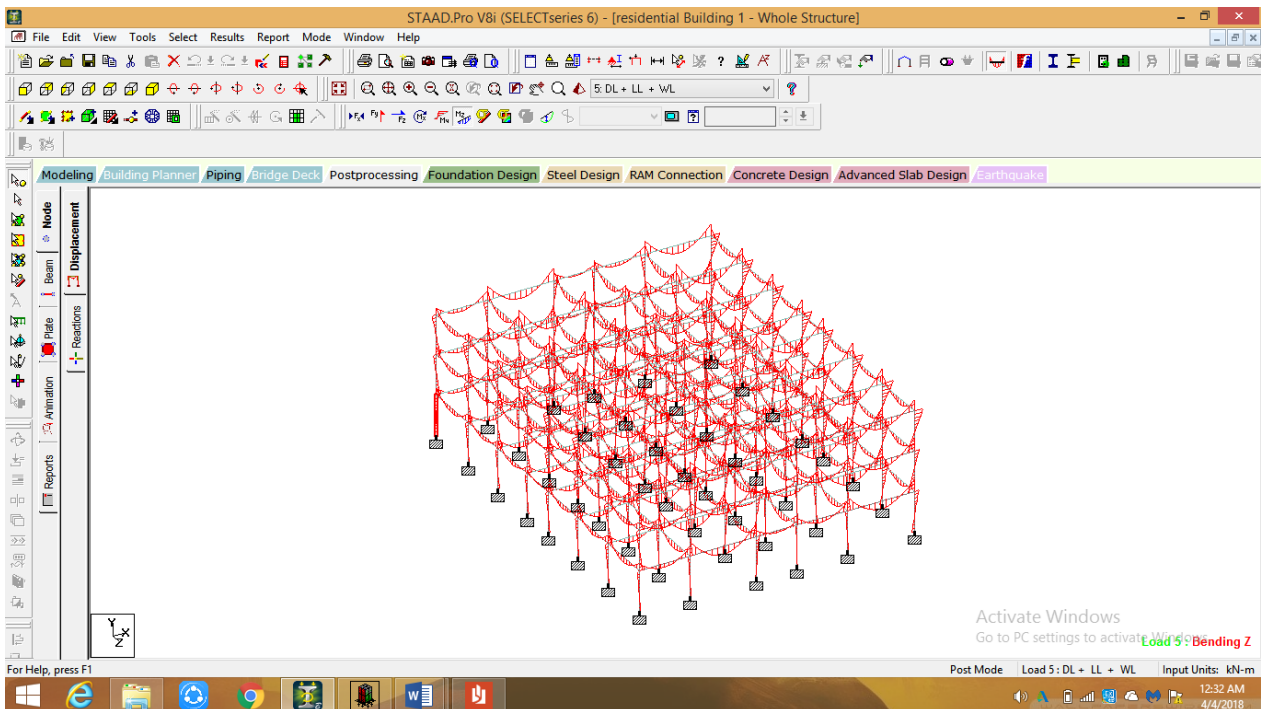 STAAD.Pro V8i (SELECTseries 6) - [residential Building 1 - Whole Structure]
File Edit View Tools Select Results Report Mode Window Help
5: DL + LL + WL
Modeling Building Planner Piping Bridge Deck Postprocessing Foundation Design Steel Design RAM Connection Concrete Design Advanced Slab Design Earthquake
Node
Beam
Plate
Animation
Reports
Displacement
Reactions
Y
X
Z
Activate Windows
Go to PC settings to activate Windows.
Load 5 : Bending Z
For Help, press F1
Post Mode Load 5 : DL + LL + WL Input Units: kN-m
12:32 AM
4/4/2018